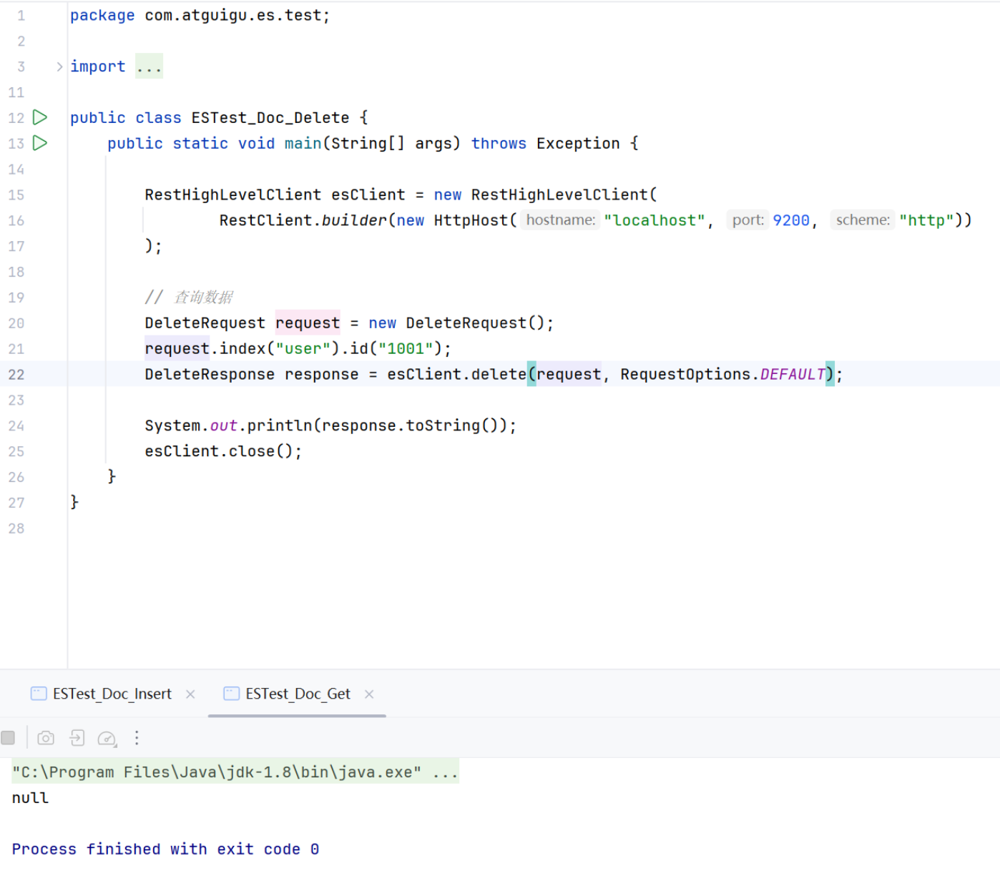 1 package com.atguigu.es.test;
2
3 import ...
11
12 public class ESTest_Doc_Delete {
13 public static void main(String[] args) throws Exception {
14
15 RestHighLevelClient esClient = new RestHighLevelClient(
16 RestClient.builder(new HttpHost( hostname: "localhost", port: 9200, scheme: "http"))
17 );
18
19 // 查询数据
20 DeleteRequest request = new DeleteRequest();
21 request.index("user").id("1001");
22 DeleteResponse response = esClient.delete(request, RequestOptions.DEFAULT);
23
24 System.out.println(response.toString());
25 esClient.close();
26 }
27 }
28
ESTest_Doc_Insert ESTest_Doc_Get
"C:\Program Files\Java\jdk-1.8\bin\java.exe" ...
null
Process finished with exit code 0